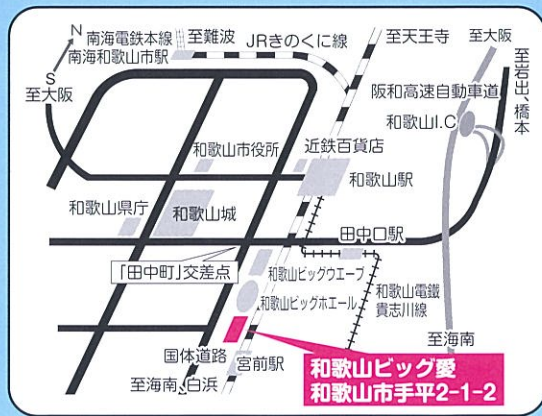 N
S
南海電鉄本線
南海和歌山市駅
至難波
JRきのくに線
至天王寺
至大阪
至岩出、橋本
至大阪
阪和高速自動車道
和歌山I.C
和歌山市役所
近鉄百貨店
和歌山駅
和歌山県庁
和歌山城
田中口駅
「田中町」交差点
和歌山ビッグウエーブ
和歌山ビッグホエール
和歌山電鐵
貴志川線
国体道路
宮前駅
至海南、白浜
至海南
和歌山ビッグ愛
和歌山市手平2-1-2